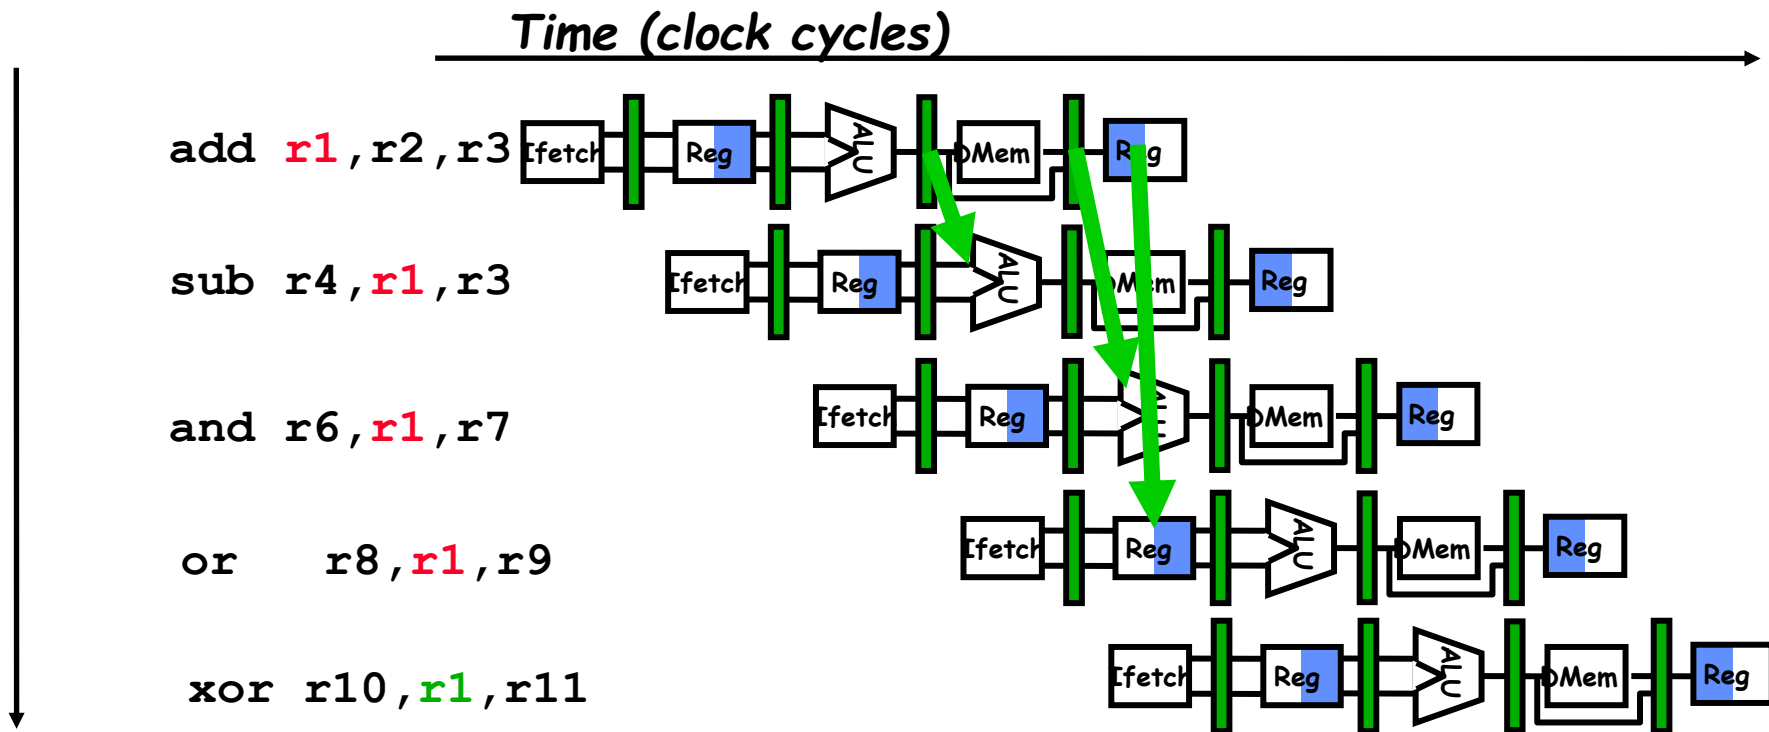 Time (clock cycles)
add r1,r2,r3 Ifetch Reg ALU DMem Reg
sub r4,r1,r3 Ifetch Reg ALU DMem Reg
and r6,r1,r7 Ifetch Reg ALU DMem Reg
or r8,r1,r9 Ifetch Reg ALU DMem Reg
xor r10,r1,r11 Ifetch Reg ALU DMem Reg